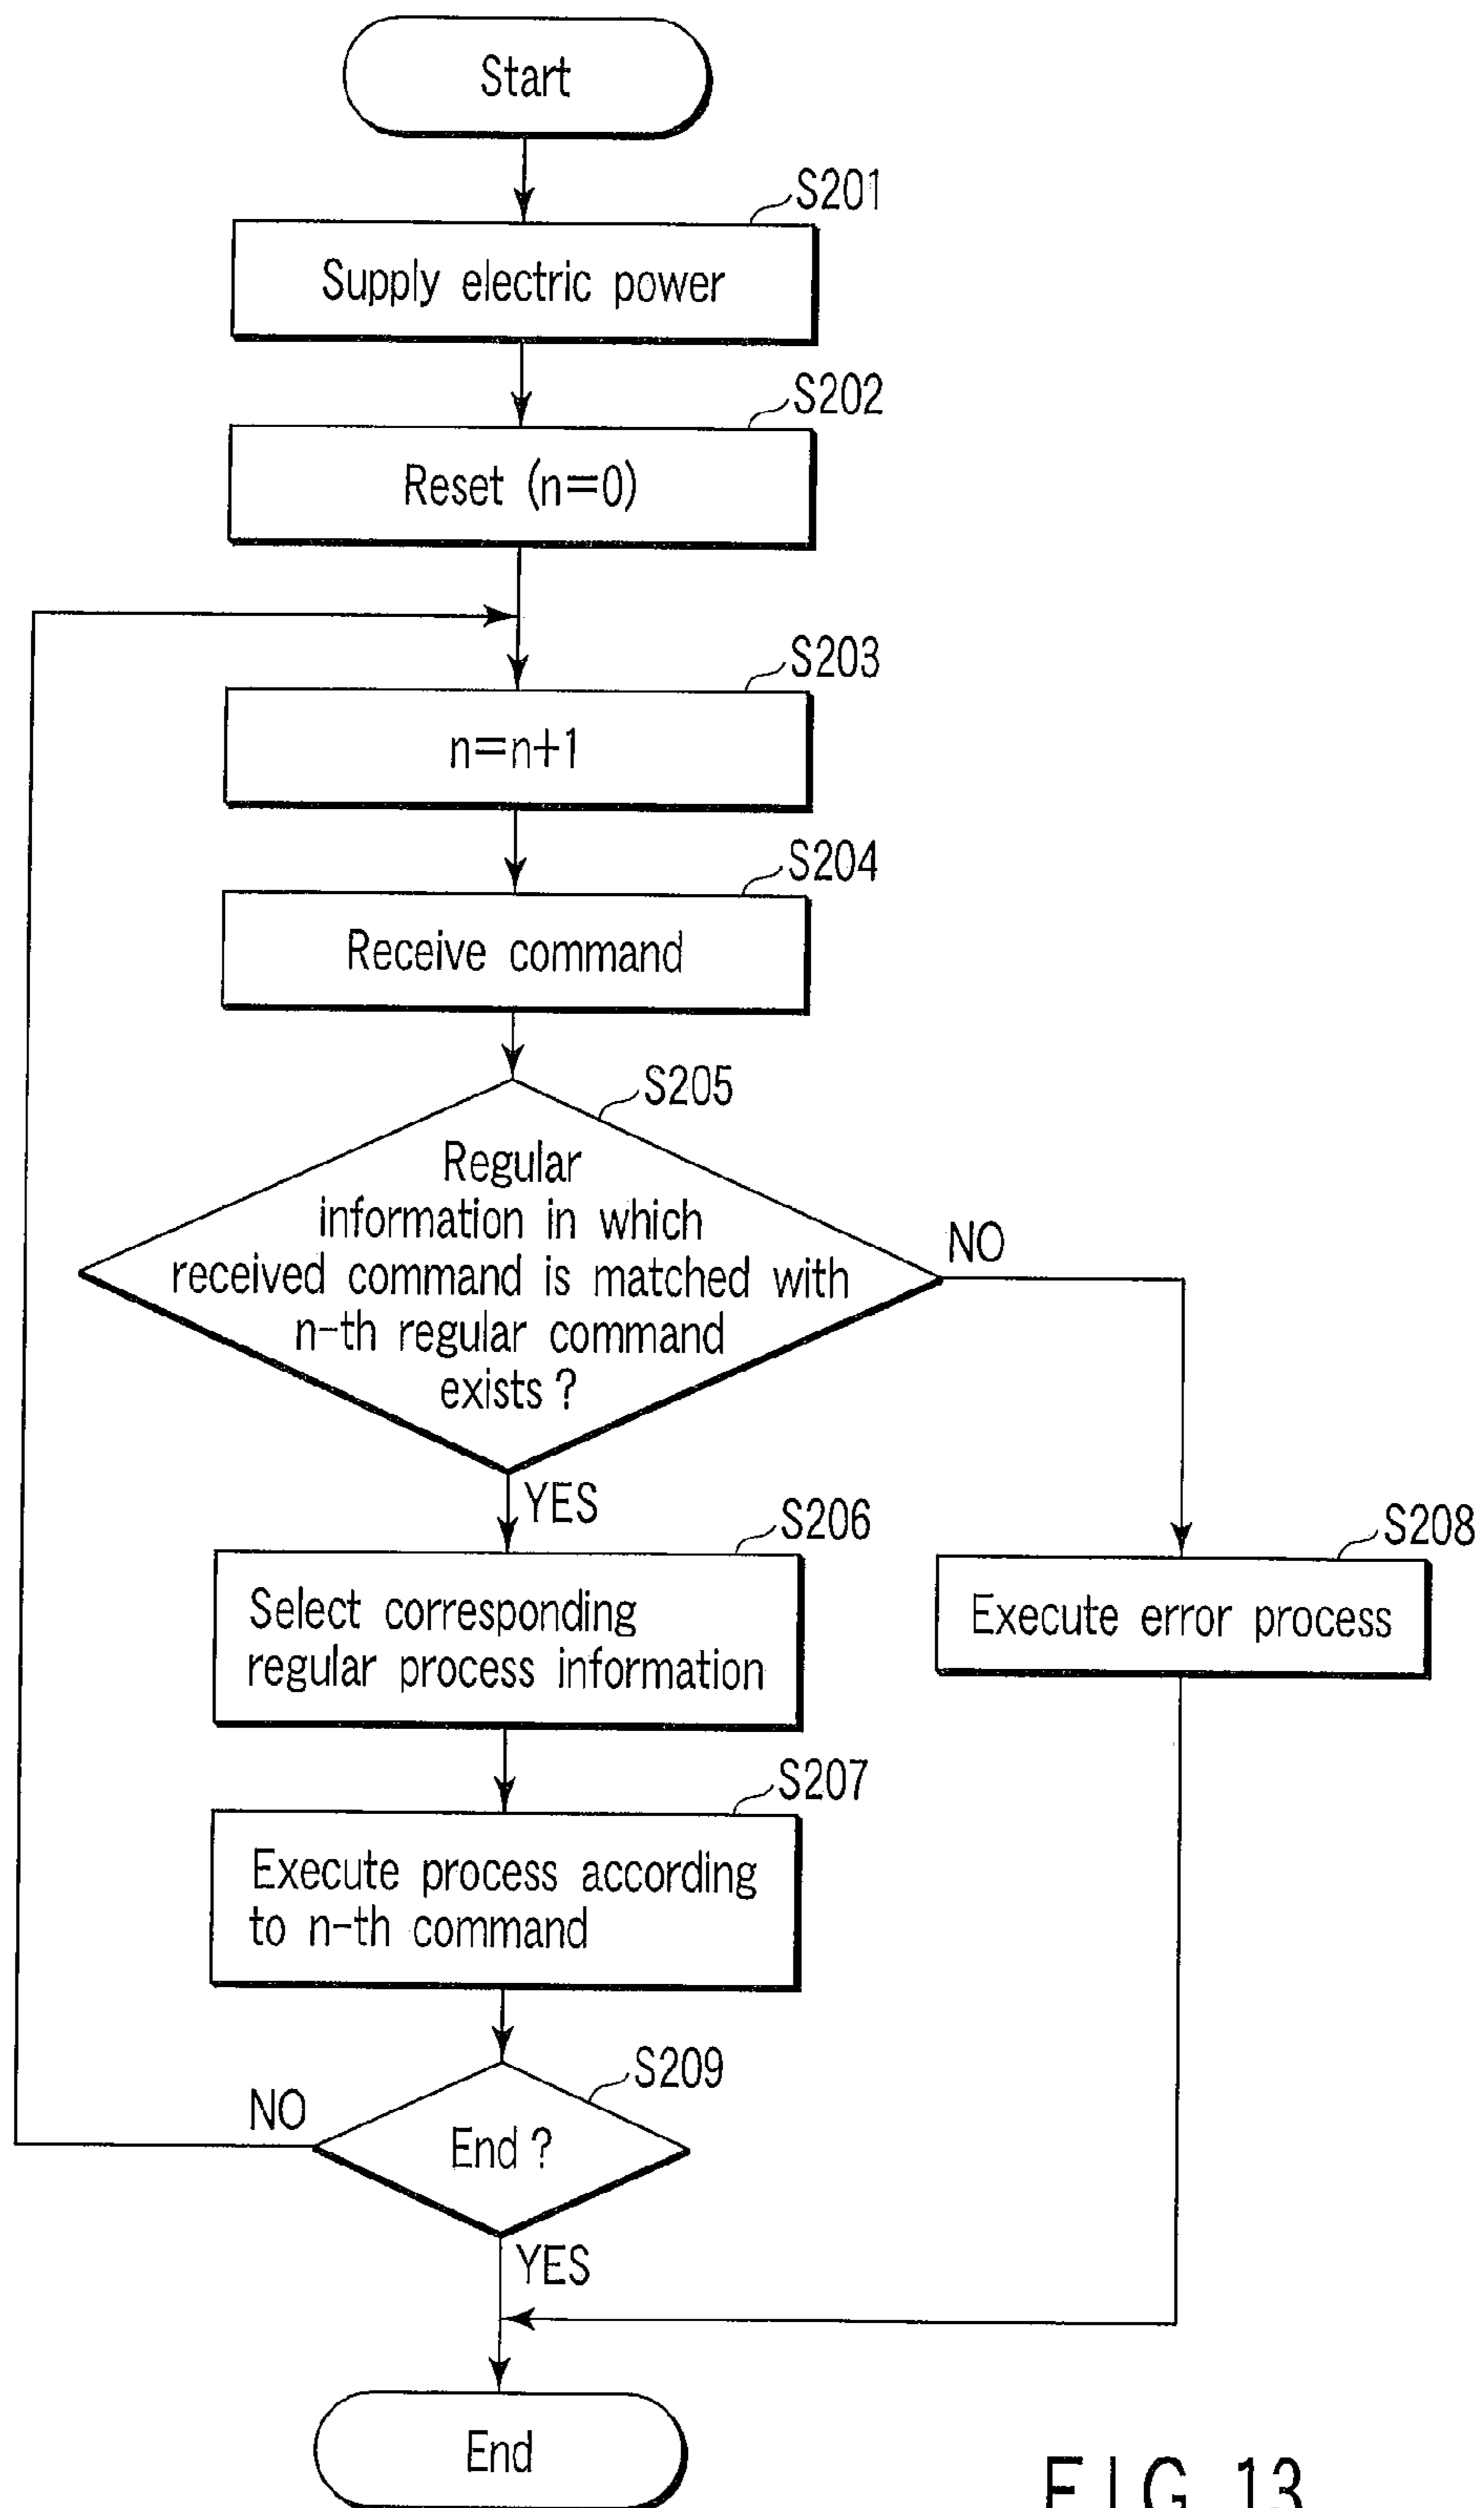 Start
S201
Supply electric power
S202
Reset (n=0)
S203
n=n+1
S204
Receive command
S205
Regular
information in which
received command is matched with
n-th regular command
exists?
NO
YES
S206
Select corresponding
regular process information
S208
Execute error process
S207
Execute process according
to n-th command
S209
NO
End?
YES
End
FIG. 13